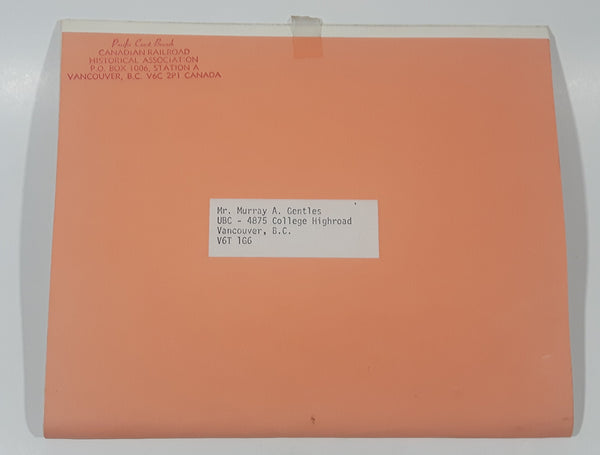 Pacific Coast Branch
CANADIAN RAILROAD
HISTORICAL ASSOCIATION
P.O. BOX 1006, STATION A
VANCOUVER, B.C. V6C 2P1 CANADA
Mr. Murray A. Gentles
UBC - 4875 College Highroad
Vancouver, B.C.
V6T 1G6